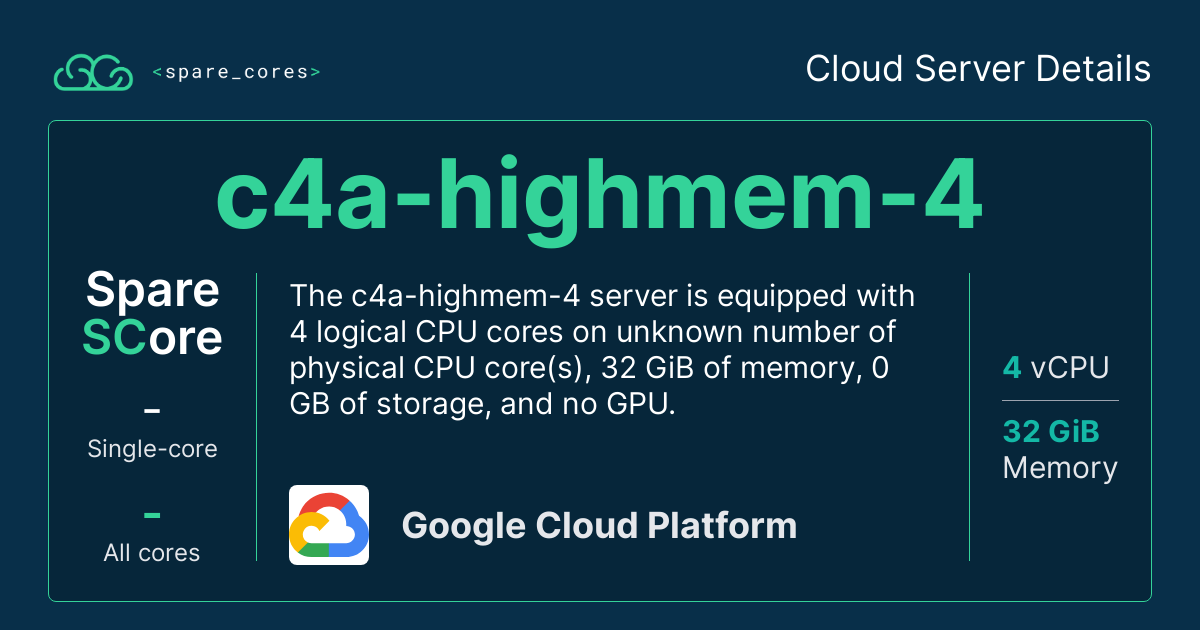 <spare_cores>
Cloud Server Details
c4a-highmem-4
Spare
SCore
-
Single-core
-
All cores
The c4a-highmem-4 server is equipped with
4 logical CPU cores on unknown number of
physical CPU core(s), 32 GiB of memory, 0
GB of storage, and no GPU.
Google Cloud Platform
4 vCPU
32 GiB
Memory